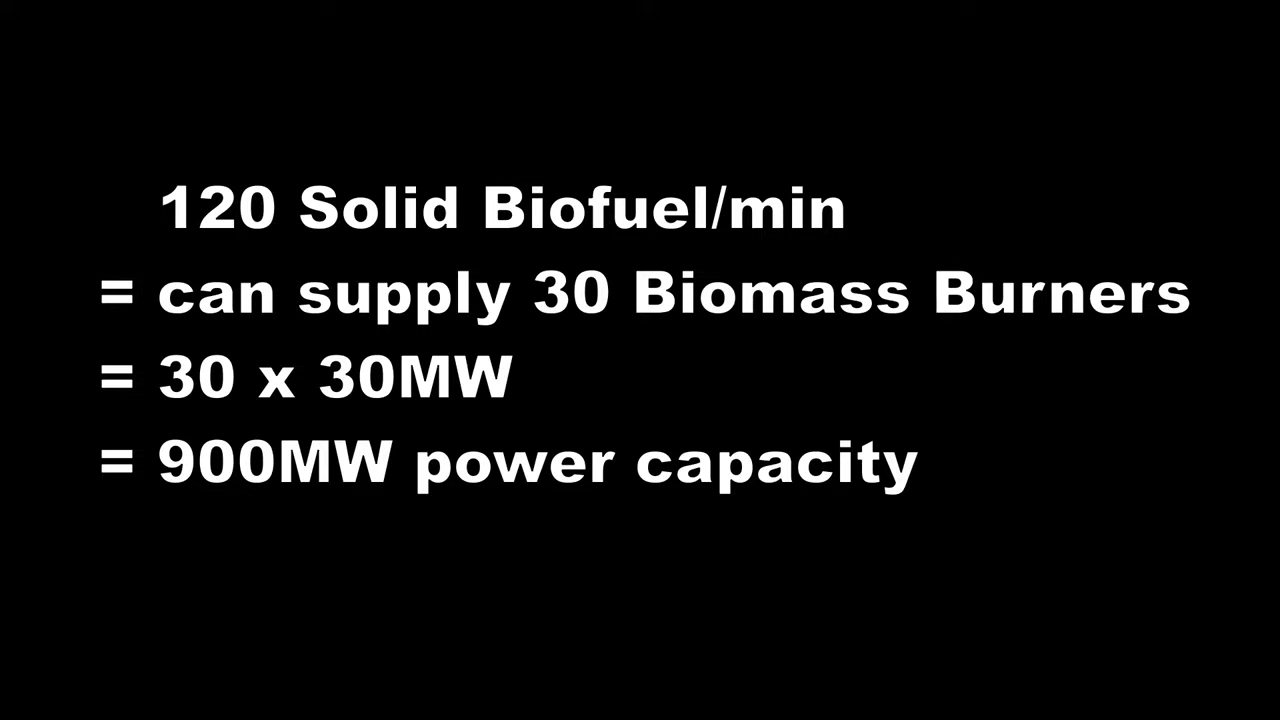 120 Solid Biofuel/min
= can supply 30 Biomass Burners
= 30 x 30MW
= 900MW power capacity